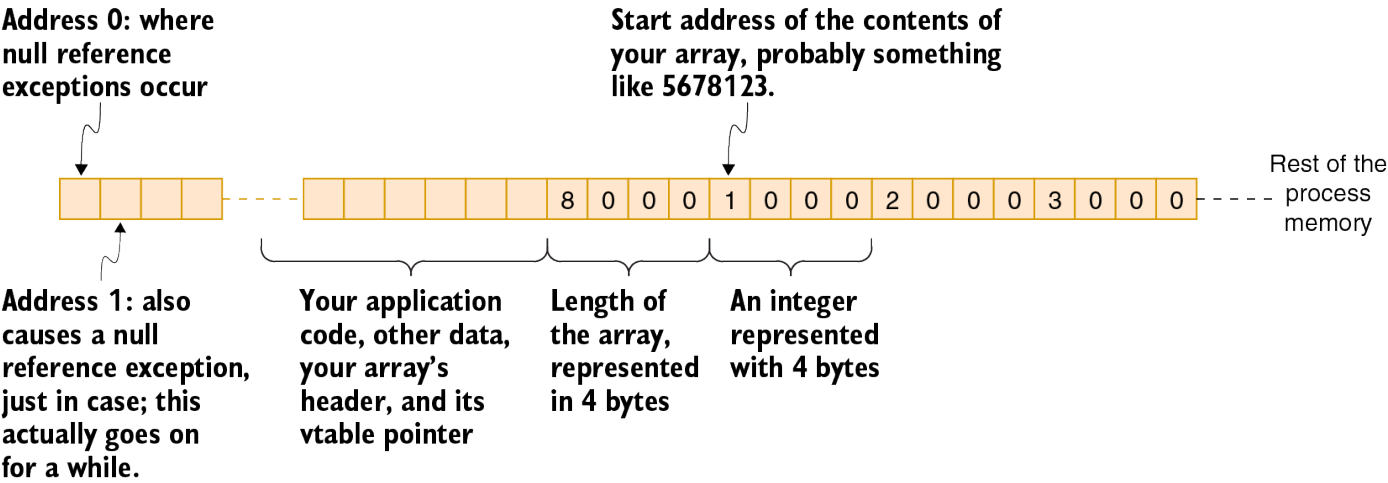 Address 0: where
null reference
exceptions occur
Start address of the contents of
your array, probably something
like 5678123.
8 0 0 0 1 0 0 0 2 0 0 0 3 0 0 0
Rest of the
process
memory
Address 1: also
causes a null
reference exception,
just in case; this
actually goes on
for a while.
Your application
code, other data,
your array’s
header, and its
vtable pointer
Length of
the array,
represented
in 4 bytes
An integer
represented
with 4 bytes